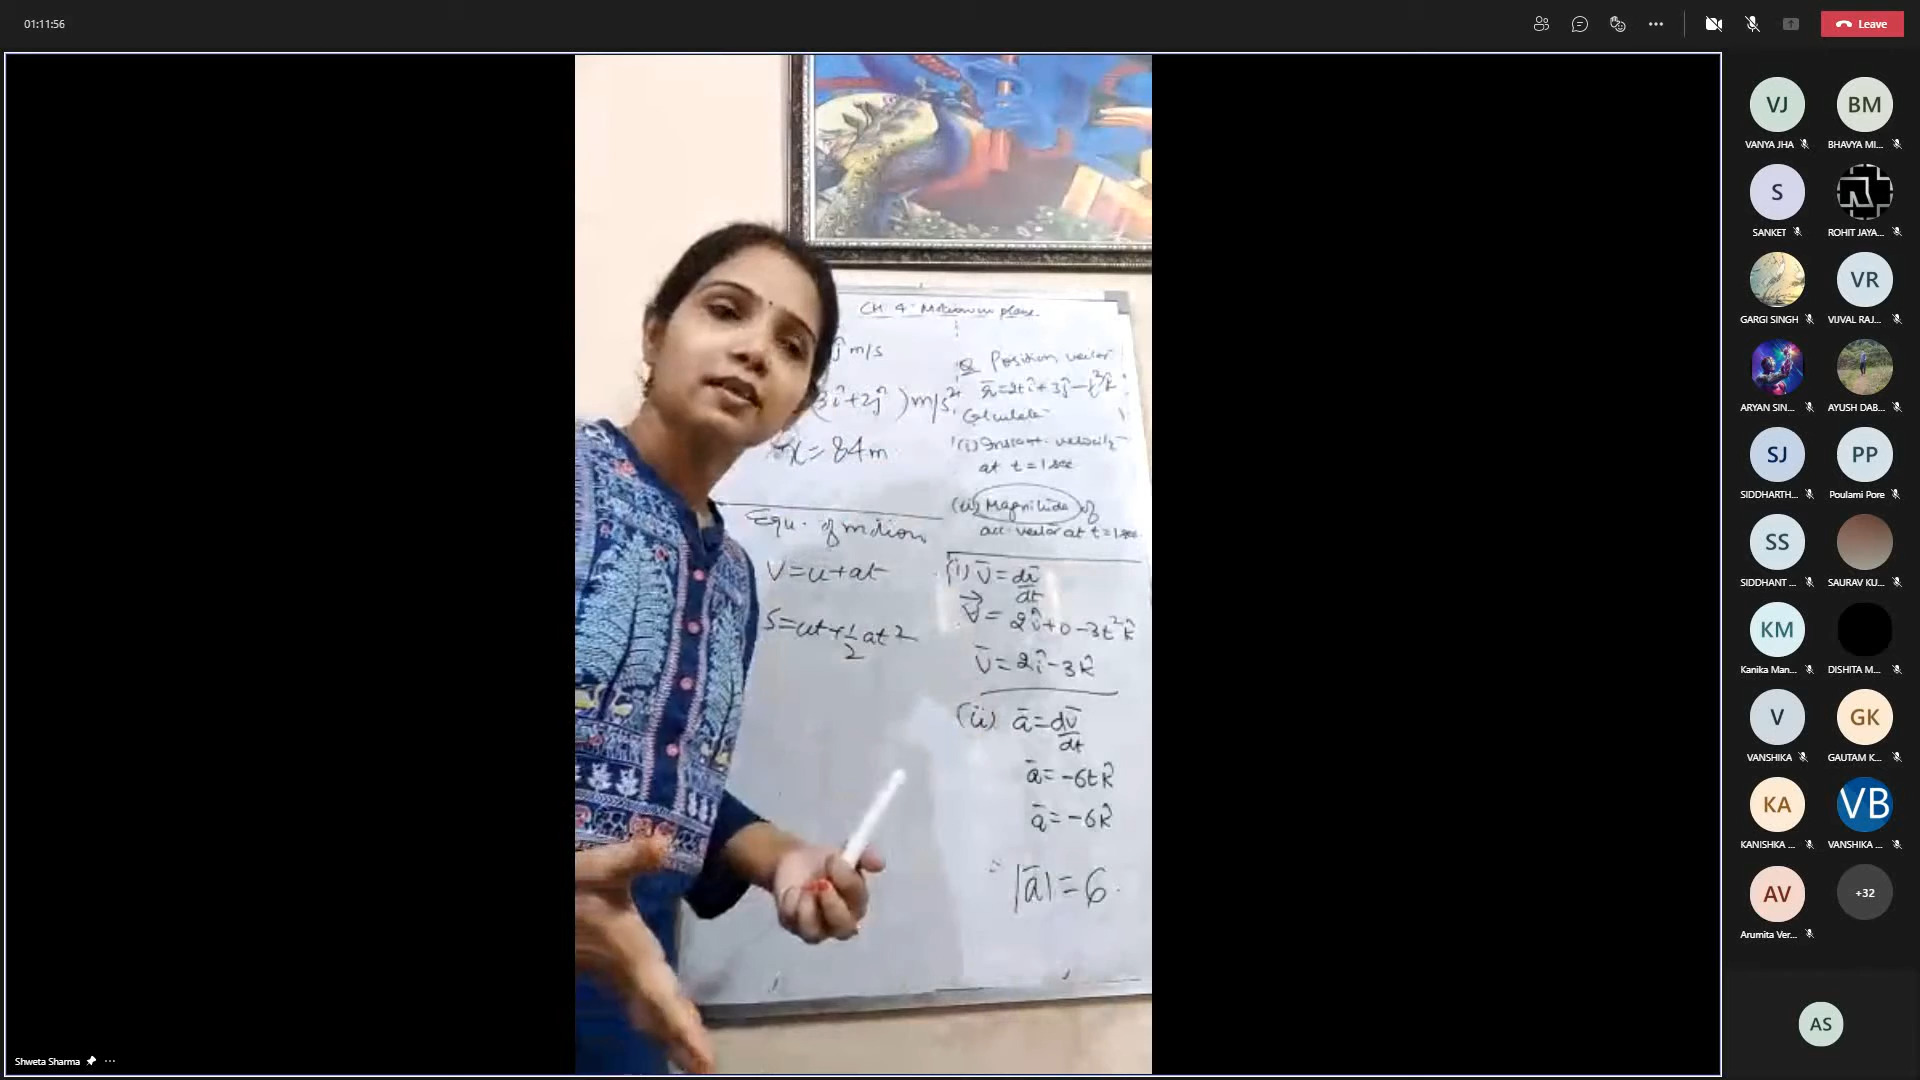 01:11:56
Leave
CH. 4 Motion in plane.
ĵ m/s
3î+2ĵ ) m/s²
x = 84m
Equ. of motion
V=u+at
S=ut+½at²
Q Position vector
r̄=2tî+3ĵ-t³k̂
Calculate
(i) Instant. velocity
at t = 1 sec
(ii) Magnitude of
acc. vector at t=1sec.
(i) v̄ = dr̄/dt
v⃗ = 2î+0-3t²k̂
v̄ = 2î-3k̂
(ii) ā = dv̄/dt
ā = -6tk̂
ā = -6k̂
|ā| = 6
VJ
VANYA JHA
BM
BHAVYA MI...
S
SANKET
ROHIT JAYA...
GARGI SINGH
VR
VIJVAL RAJ...
ARYAN SIN...
AYUSH DAB...
SJ
SIDDHARTH...
PP
Poulami Pore
SS
SIDDHANT ...
SAURAV KU...
KM
Kanika Man...
DISHITA M...
V
VANSHIKA
GK
GAUTAM K...
KA
KANISHKA ...
VB
VANSHIKA ...
AV
Arumita Ver...
+32
AS
Shweta Sharma